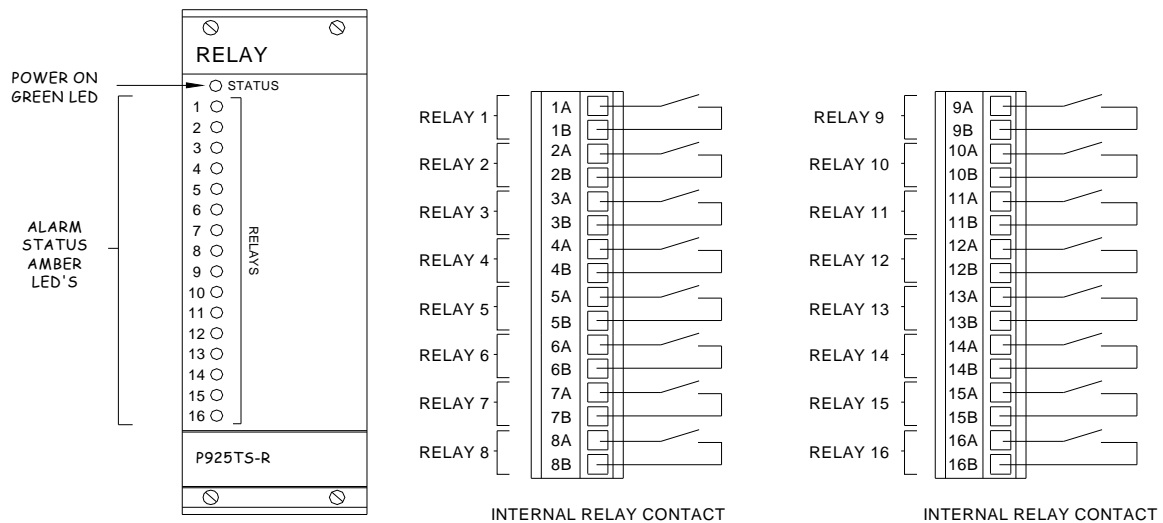 RELAY
POWER ON
GREEN LED
STATUS
1
2
3
4
5
6
7
8
9
10
11
12
13
14
15
16
RELAYS
ALARM
STATUS
AMBER
LED'S
P925TS-R
RELAY 1
1A
1B
RELAY 2
2A
2B
RELAY 3
3A
3B
RELAY 4
4A
4B
RELAY 5
5A
5B
RELAY 6
6A
6B
RELAY 7
7A
7B
RELAY 8
8A
8B
INTERNAL RELAY CONTACT
RELAY 9
9A
9B
RELAY 10
10A
10B
RELAY 11
11A
11B
RELAY 12
12A
12B
RELAY 13
13A
13B
RELAY 14
14A
14B
RELAY 15
15A
15B
RELAY 16
16A
16B
INTERNAL RELAY CONTACT